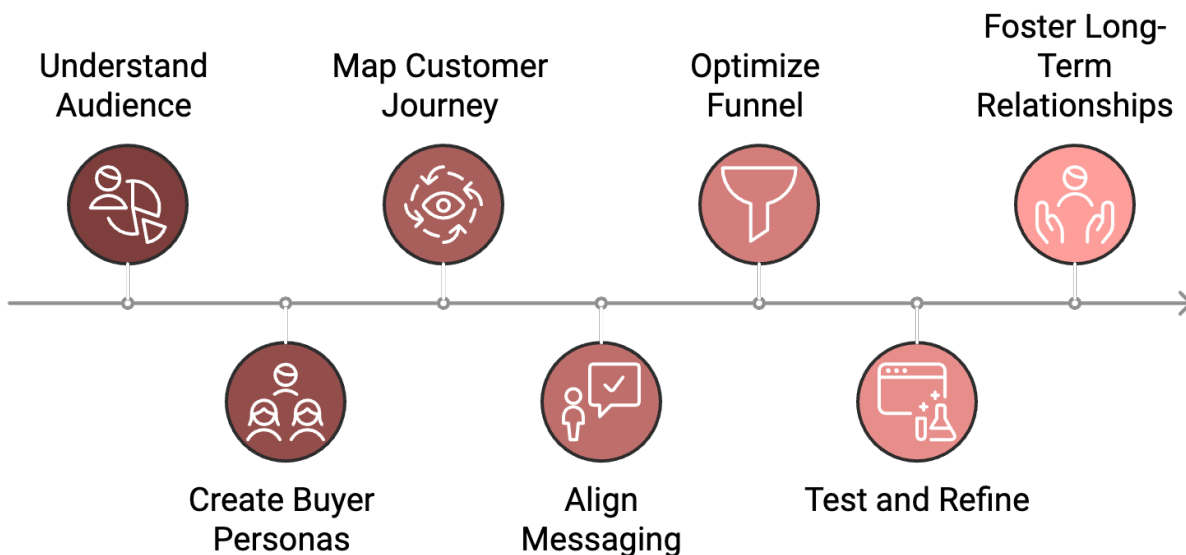 Understand
Audience
Create Buyer
Personas
Map Customer
Journey
Align
Messaging
Optimize
Funnel
Test and Refine
Foster Long-
Term
Relationships